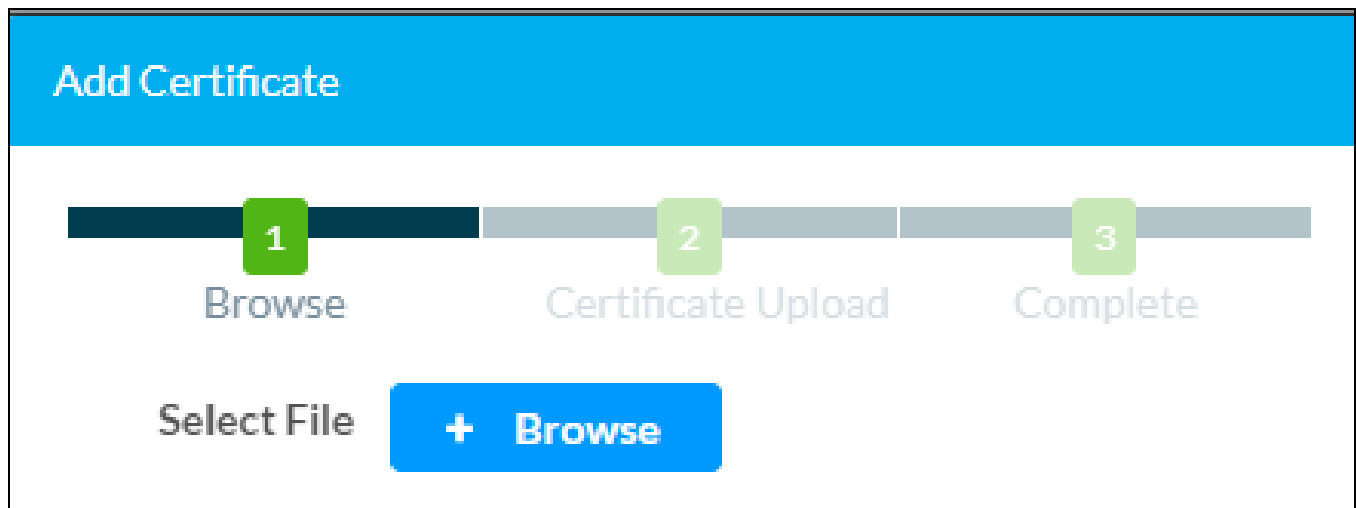 Add Certificate
1 2 3
Browse Certificate Upload Complete
Select File + Browse